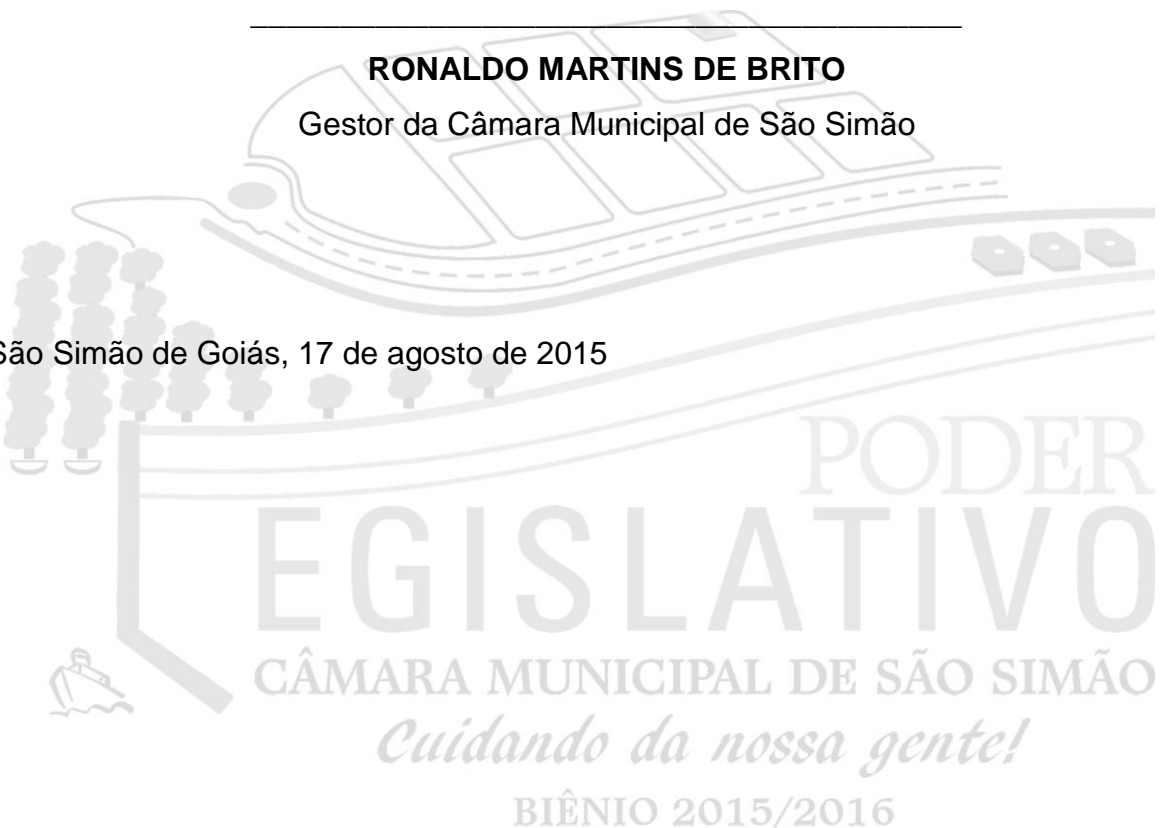 RONALDO MARTINS DE BRITO
Gestor da Câmara Municipal de São Simão
São Simão de Goiás, 17 de agosto de 2015
PODER
EGISLATIVO
CÂMARA MUNICIPAL DE SÃO SIMÃO
Cuidando da nossa gente!
BIÊNIO 2015/2016